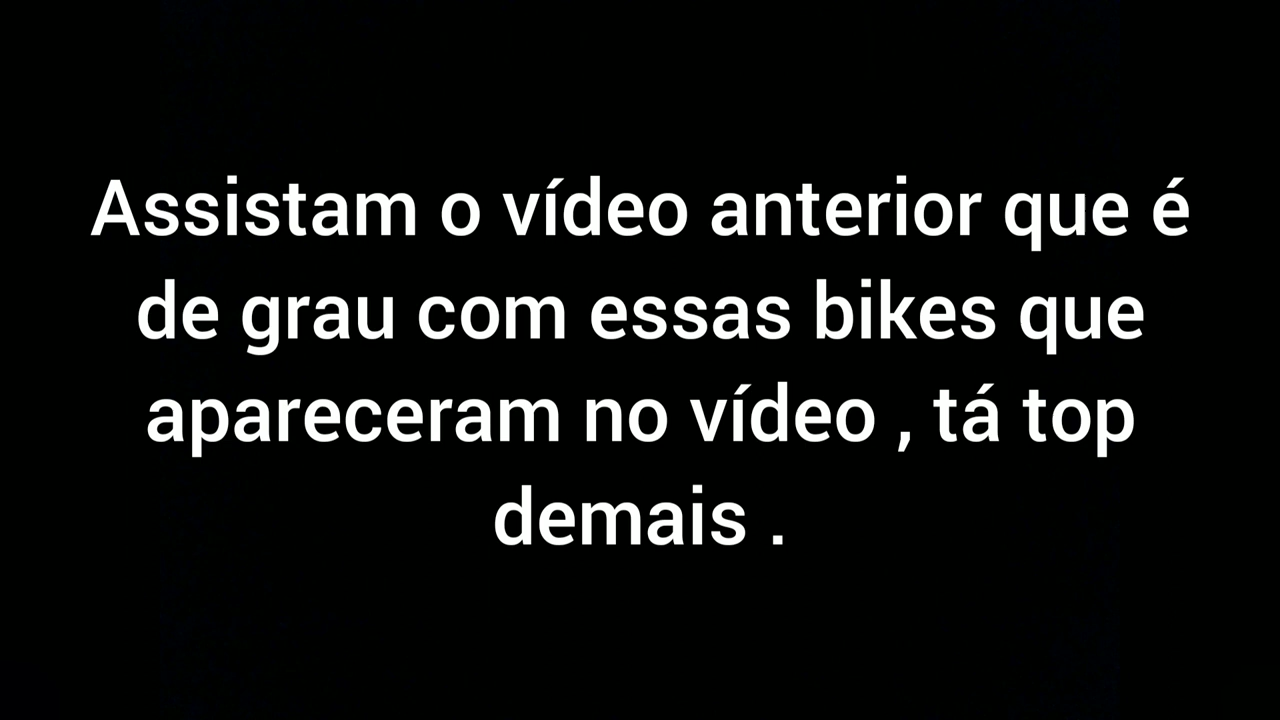 Assistam o vídeo anterior que é
de grau com essas bikes que
apareceram no vídeo , tá top
demais .